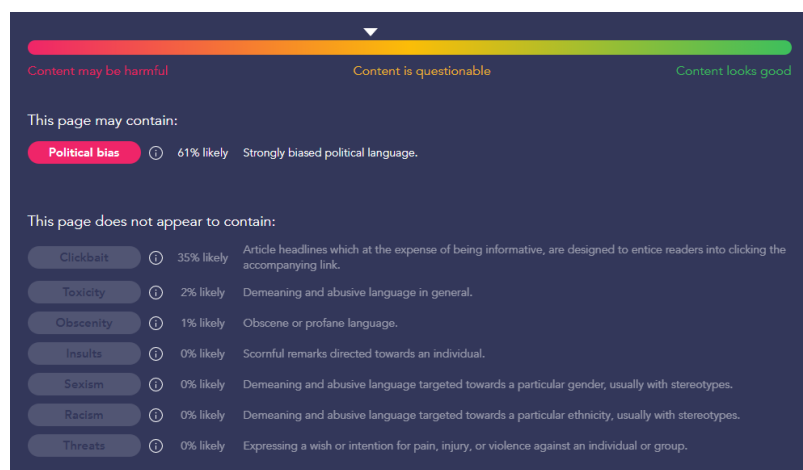 Content may be harmful Content is questionable Content looks good
This page may contain:
Political bias 61% likely Strongly biased political language.
This page does not appear to contain:
Clickbait 35% likely Article headlines which at the expense of being informative, are designed to entice readers into clicking the
accompanying link.
Toxicity 2% likely Demeaning and abusive language in general.
Obscenity 1% likely Obscene or profane language.
Insults 0% likely Scornful remarks directed towards an individual.
Sexism 0% likely Demeaning and abusive language targeted towards a particular gender, usually with stereotypes.
Racism 0% likely Demeaning and abusive language targeted towards a particular ethnicity, usually with stereotypes.
Threats 0% likely Expressing a wish or intention for pain, injury, or violence against an individual or group.